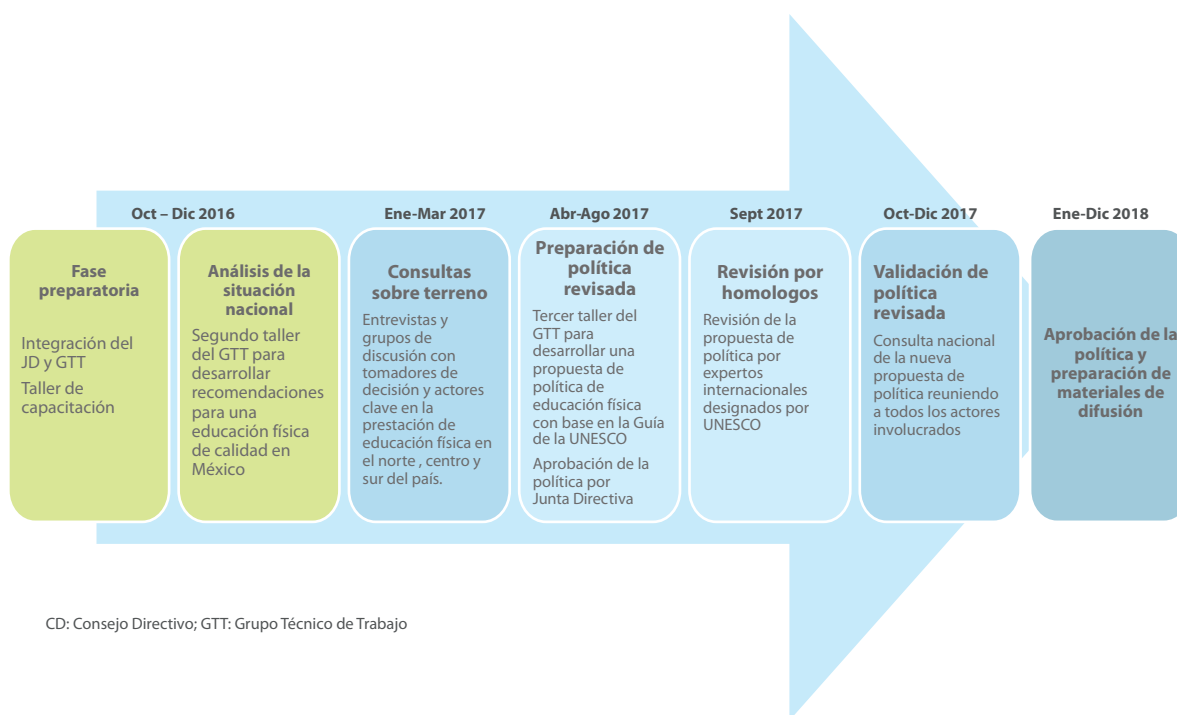 Oct – Dic 2016
Ene-Mar 2017
Abr-Ago 2017
Sept 2017
Oct-Dic 2017
Ene-Dic 2018
Fase
preparatoria
Integración del
JD y GTT
Taller de
capacitación
Análisis de la
situación
nacional
Segundo taller
del GTT para
desarrollar
recomendaciones
para una
educación física
de calidad en
México
Consultas
sobre terreno
Entrevistas y
grupos de
discusión con
tomadores de
decisión y actores
clave en la
prestación de
educación física en
el norte , centro y
sur del país.
Preparación de
política
revisada
Tercer taller del
GTT para
desarrollar una
propuesta de
política de
educación física
con base en la Guía
de la UNESCO
Aprobación de la
política por
Junta Directiva
Revisión por
homologos
Revisión de la
propuesta de
política por
expertos
internacionales
designados por
UNESCO
Validación de
política
revisada
Consulta nacional
de la nueva
propuesta de
política reuniendo
a todos los actores
involucrados
Aprobación de la
política y
preparación de
materiales de
difusión
CD: Consejo Directivo; GTT: Grupo Técnico de Trabajo